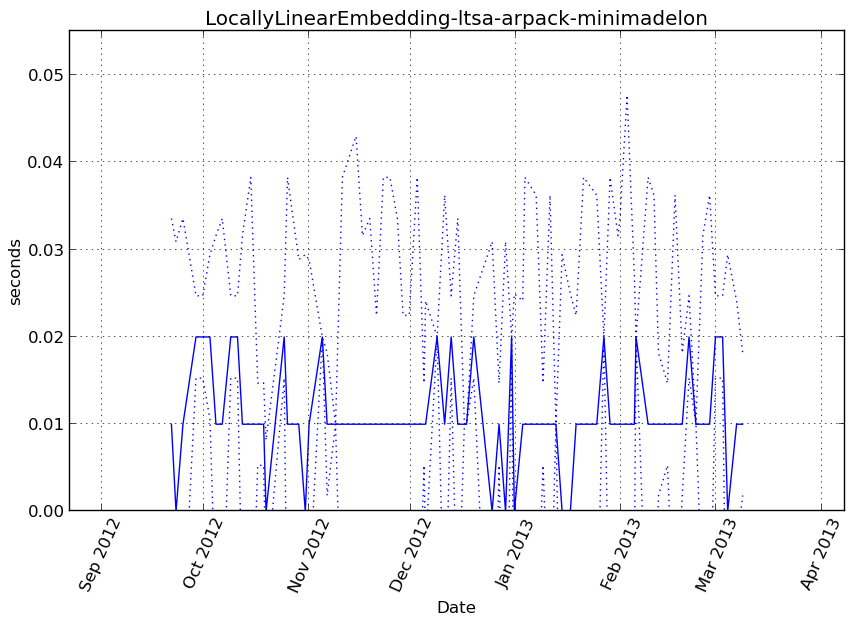 LocallyLinearEmbedding-ltsa-arpack-minimadelon
0.05
0.04
0.03
0.02
0.01
0.00
seconds
Sep 2012
Oct 2012
Nov 2012
Dec 2012
Jan 2013
Feb 2013
Mar 2013
Apr 2013
Date